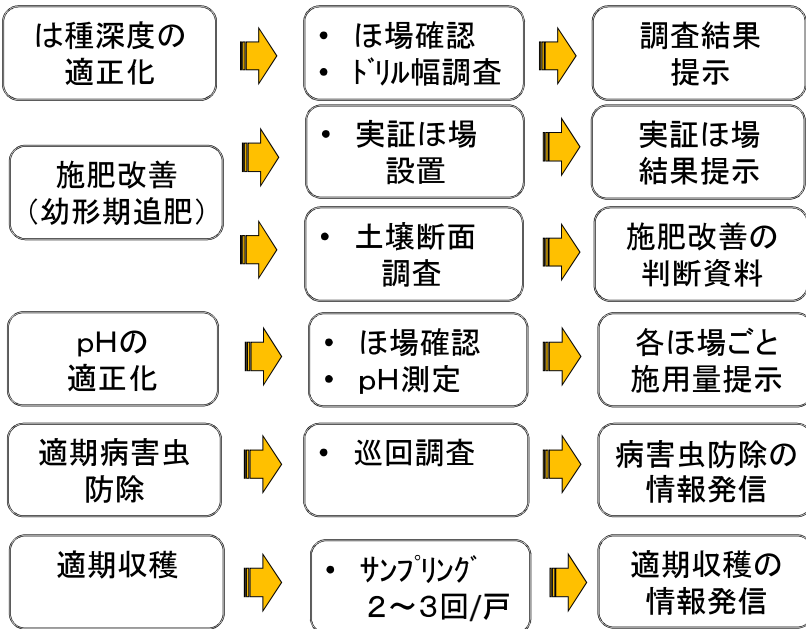 は種深度の
適正化
• ほ場確認
• ﾄﾞﾘﾙ幅調査
調査結果
提示
施肥改善
（幼形期追肥）
• 実証ほ場
設置
実証ほ場
結果提示
• 土壌断面
調査
施肥改善の
判断資料
pHの
適正化
• ほ場確認
• pH測定
各ほ場ごと
施用量提示
適期病害虫
防除
• 巡回調査
病害虫防除の
情報発信
適期収穫
• ｻﾝﾌﾟﾘﾝｸﾞ
２～３回/戸
適期収穫の
情報発信